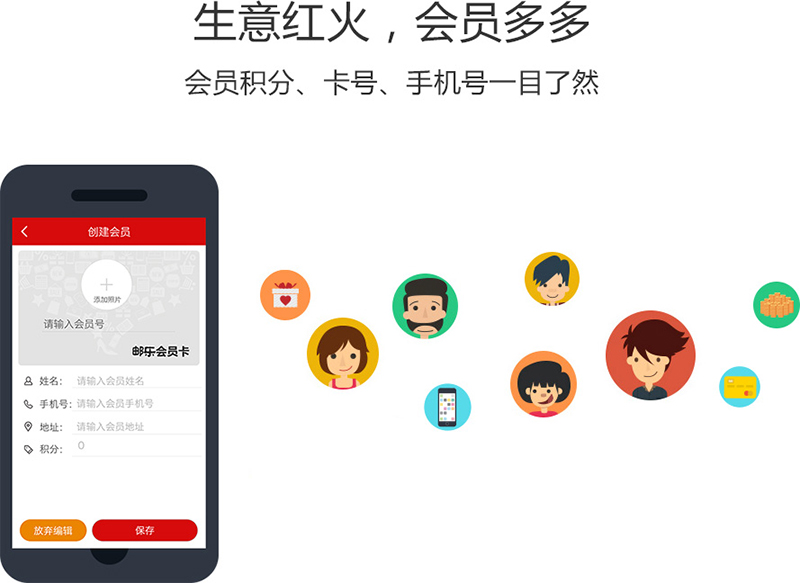 生意红火，会员多多
会员积分、卡号、手机号一目了然
创建会员
添加照片
请输入会员号
邮乐会员卡
姓名： 请输入会员姓名
手机号： 请输入会员手机号
地址： 请输入会员地址
积分： 0
放弃编辑 保存